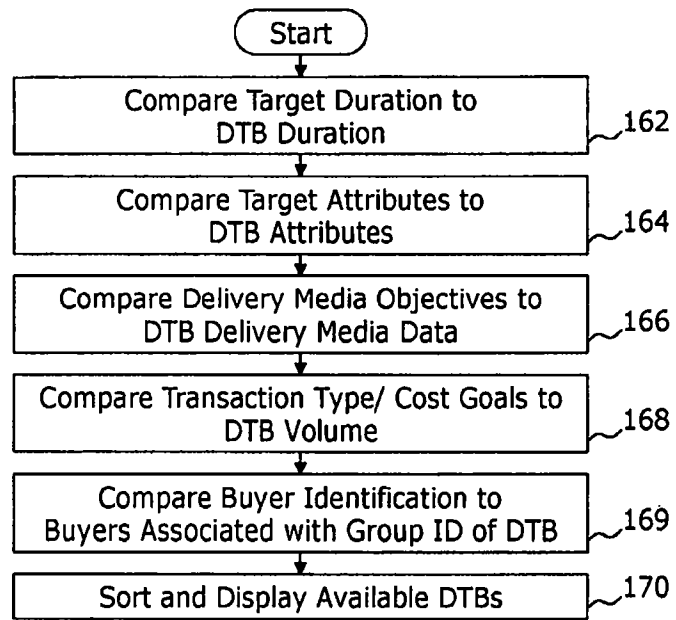 Start
Compare Target Duration to
DTB Duration
162
Compare Target Attributes to
DTB Attributes
164
Compare Delivery Media Objectives to
DTB Delivery Media Data
166
Compare Transaction Type/ Cost Goals to
DTB Volume
168
Compare Buyer Identification to
Buyers Associated with Group ID of DTB
169
Sort and Display Available DTBs
170